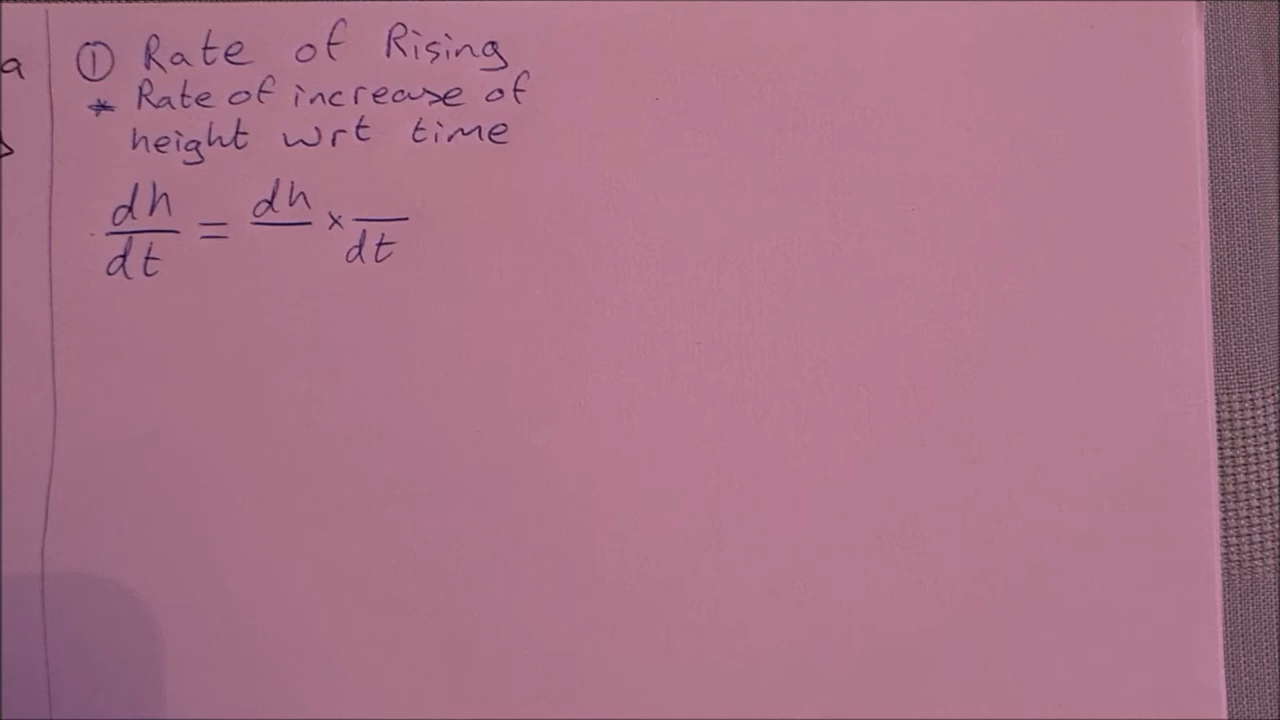 a
① Rate of Rising
* Rate of increase of
height wrt time
dh/dt = dh/ × /dt